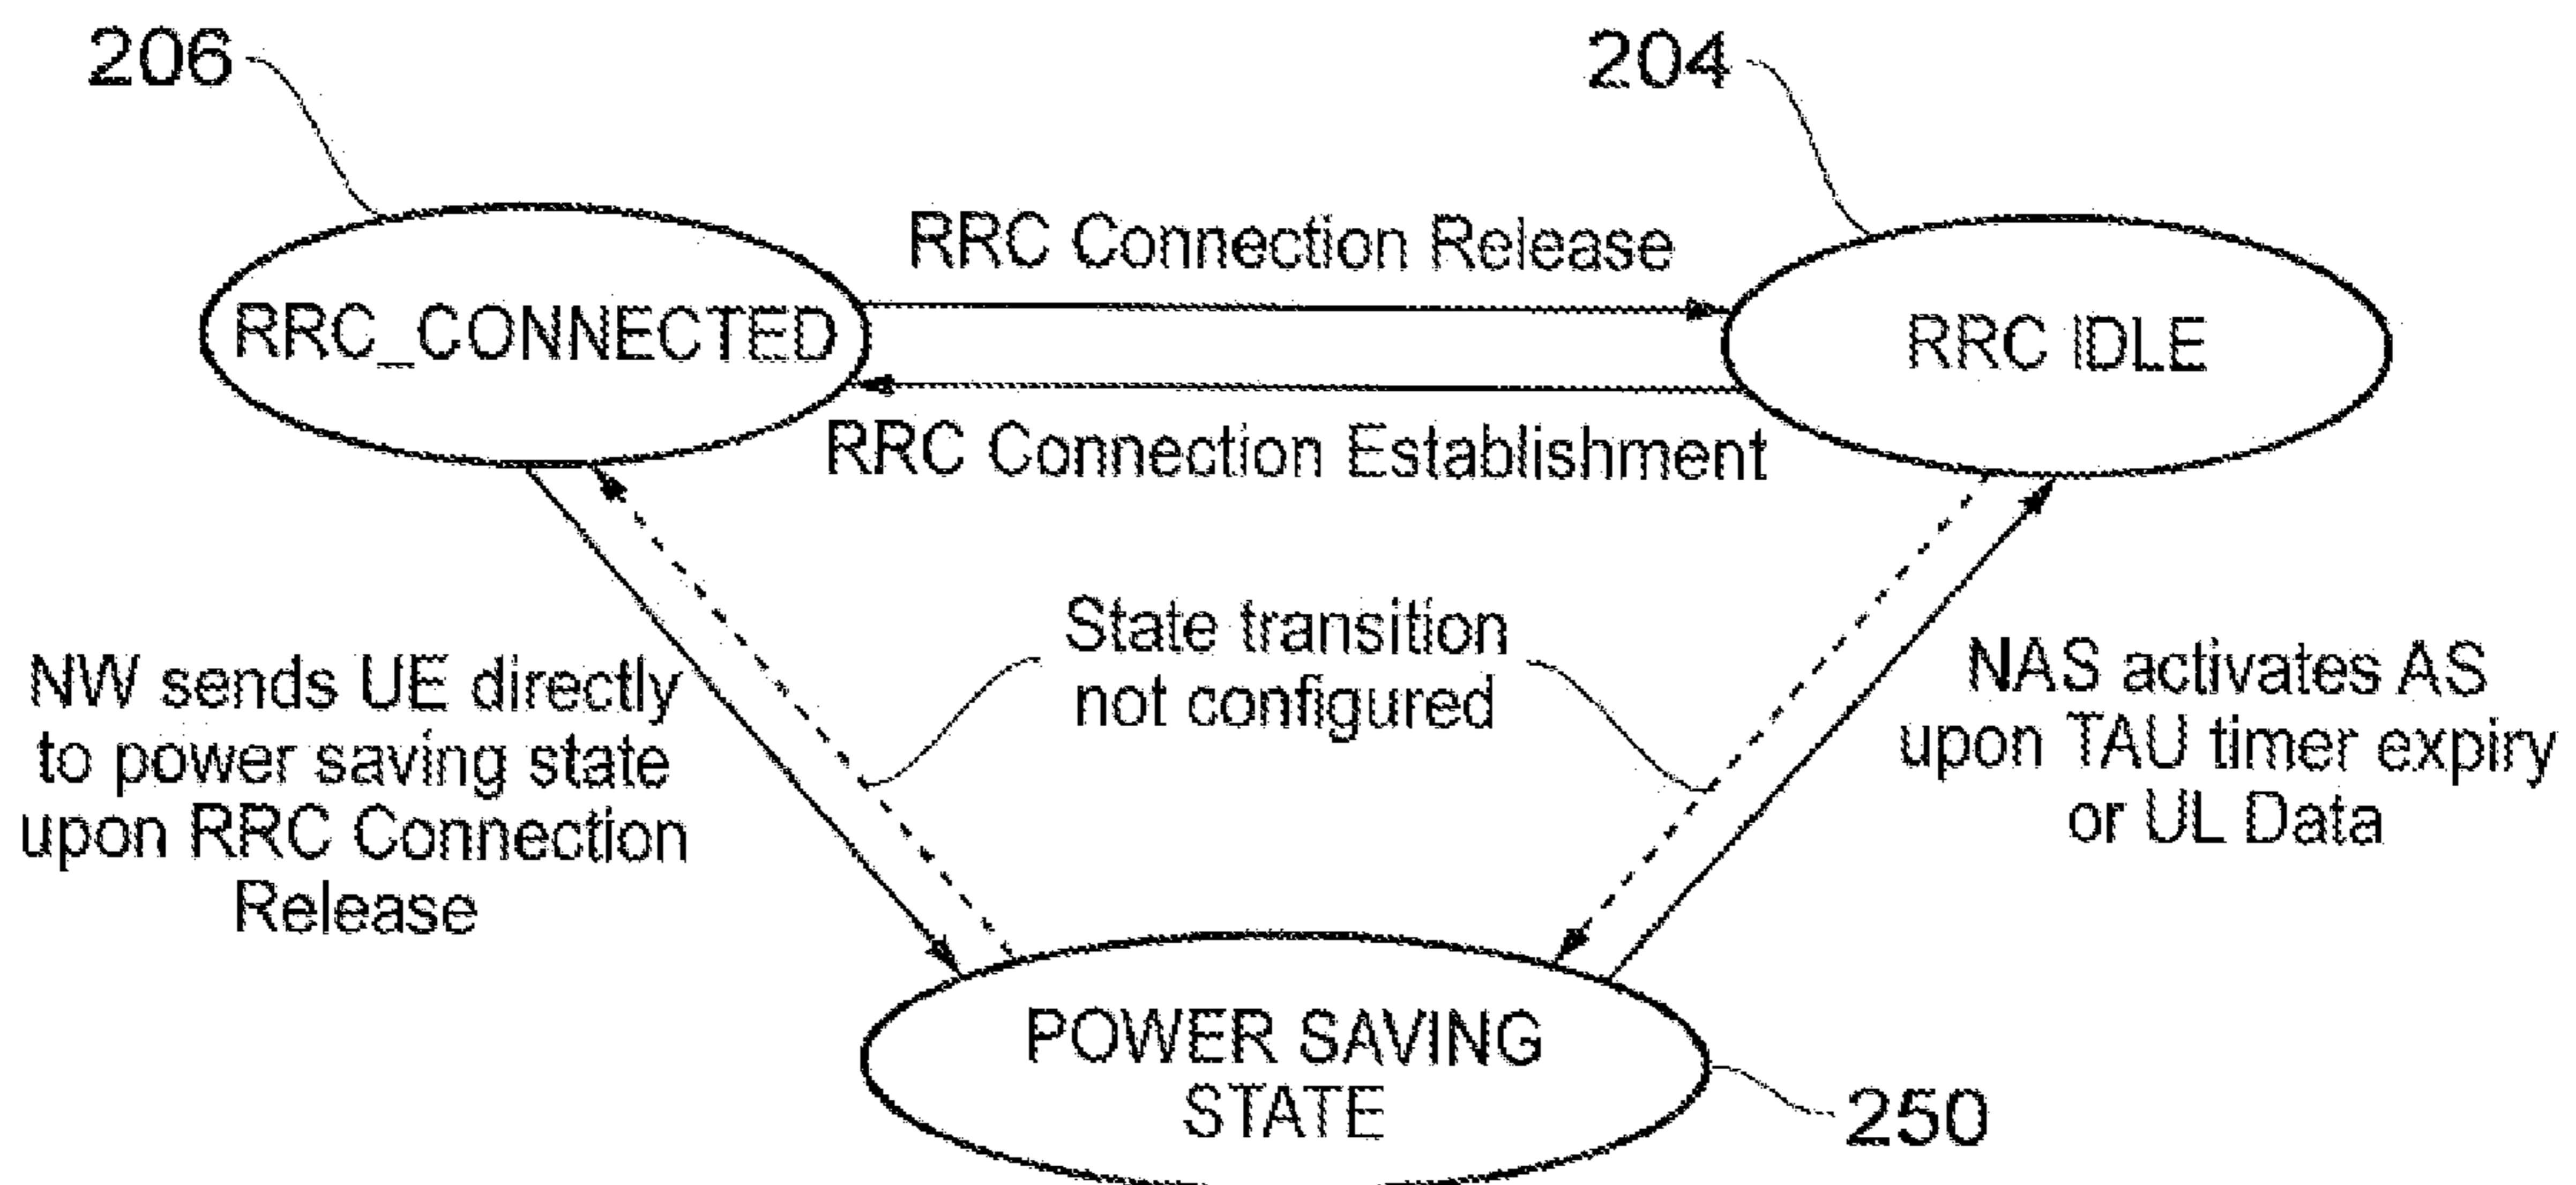 206
204
RRC Connection Release
RRC_CONNECTED
RRC IDLE
RRC Connection Establishment
State transition
not configured
NW sends UE directly
to power saving state
upon RRC Connection
Release
NAS activates AS
upon TAU timer expiry
or UL Data
POWER SAVING
STATE
250